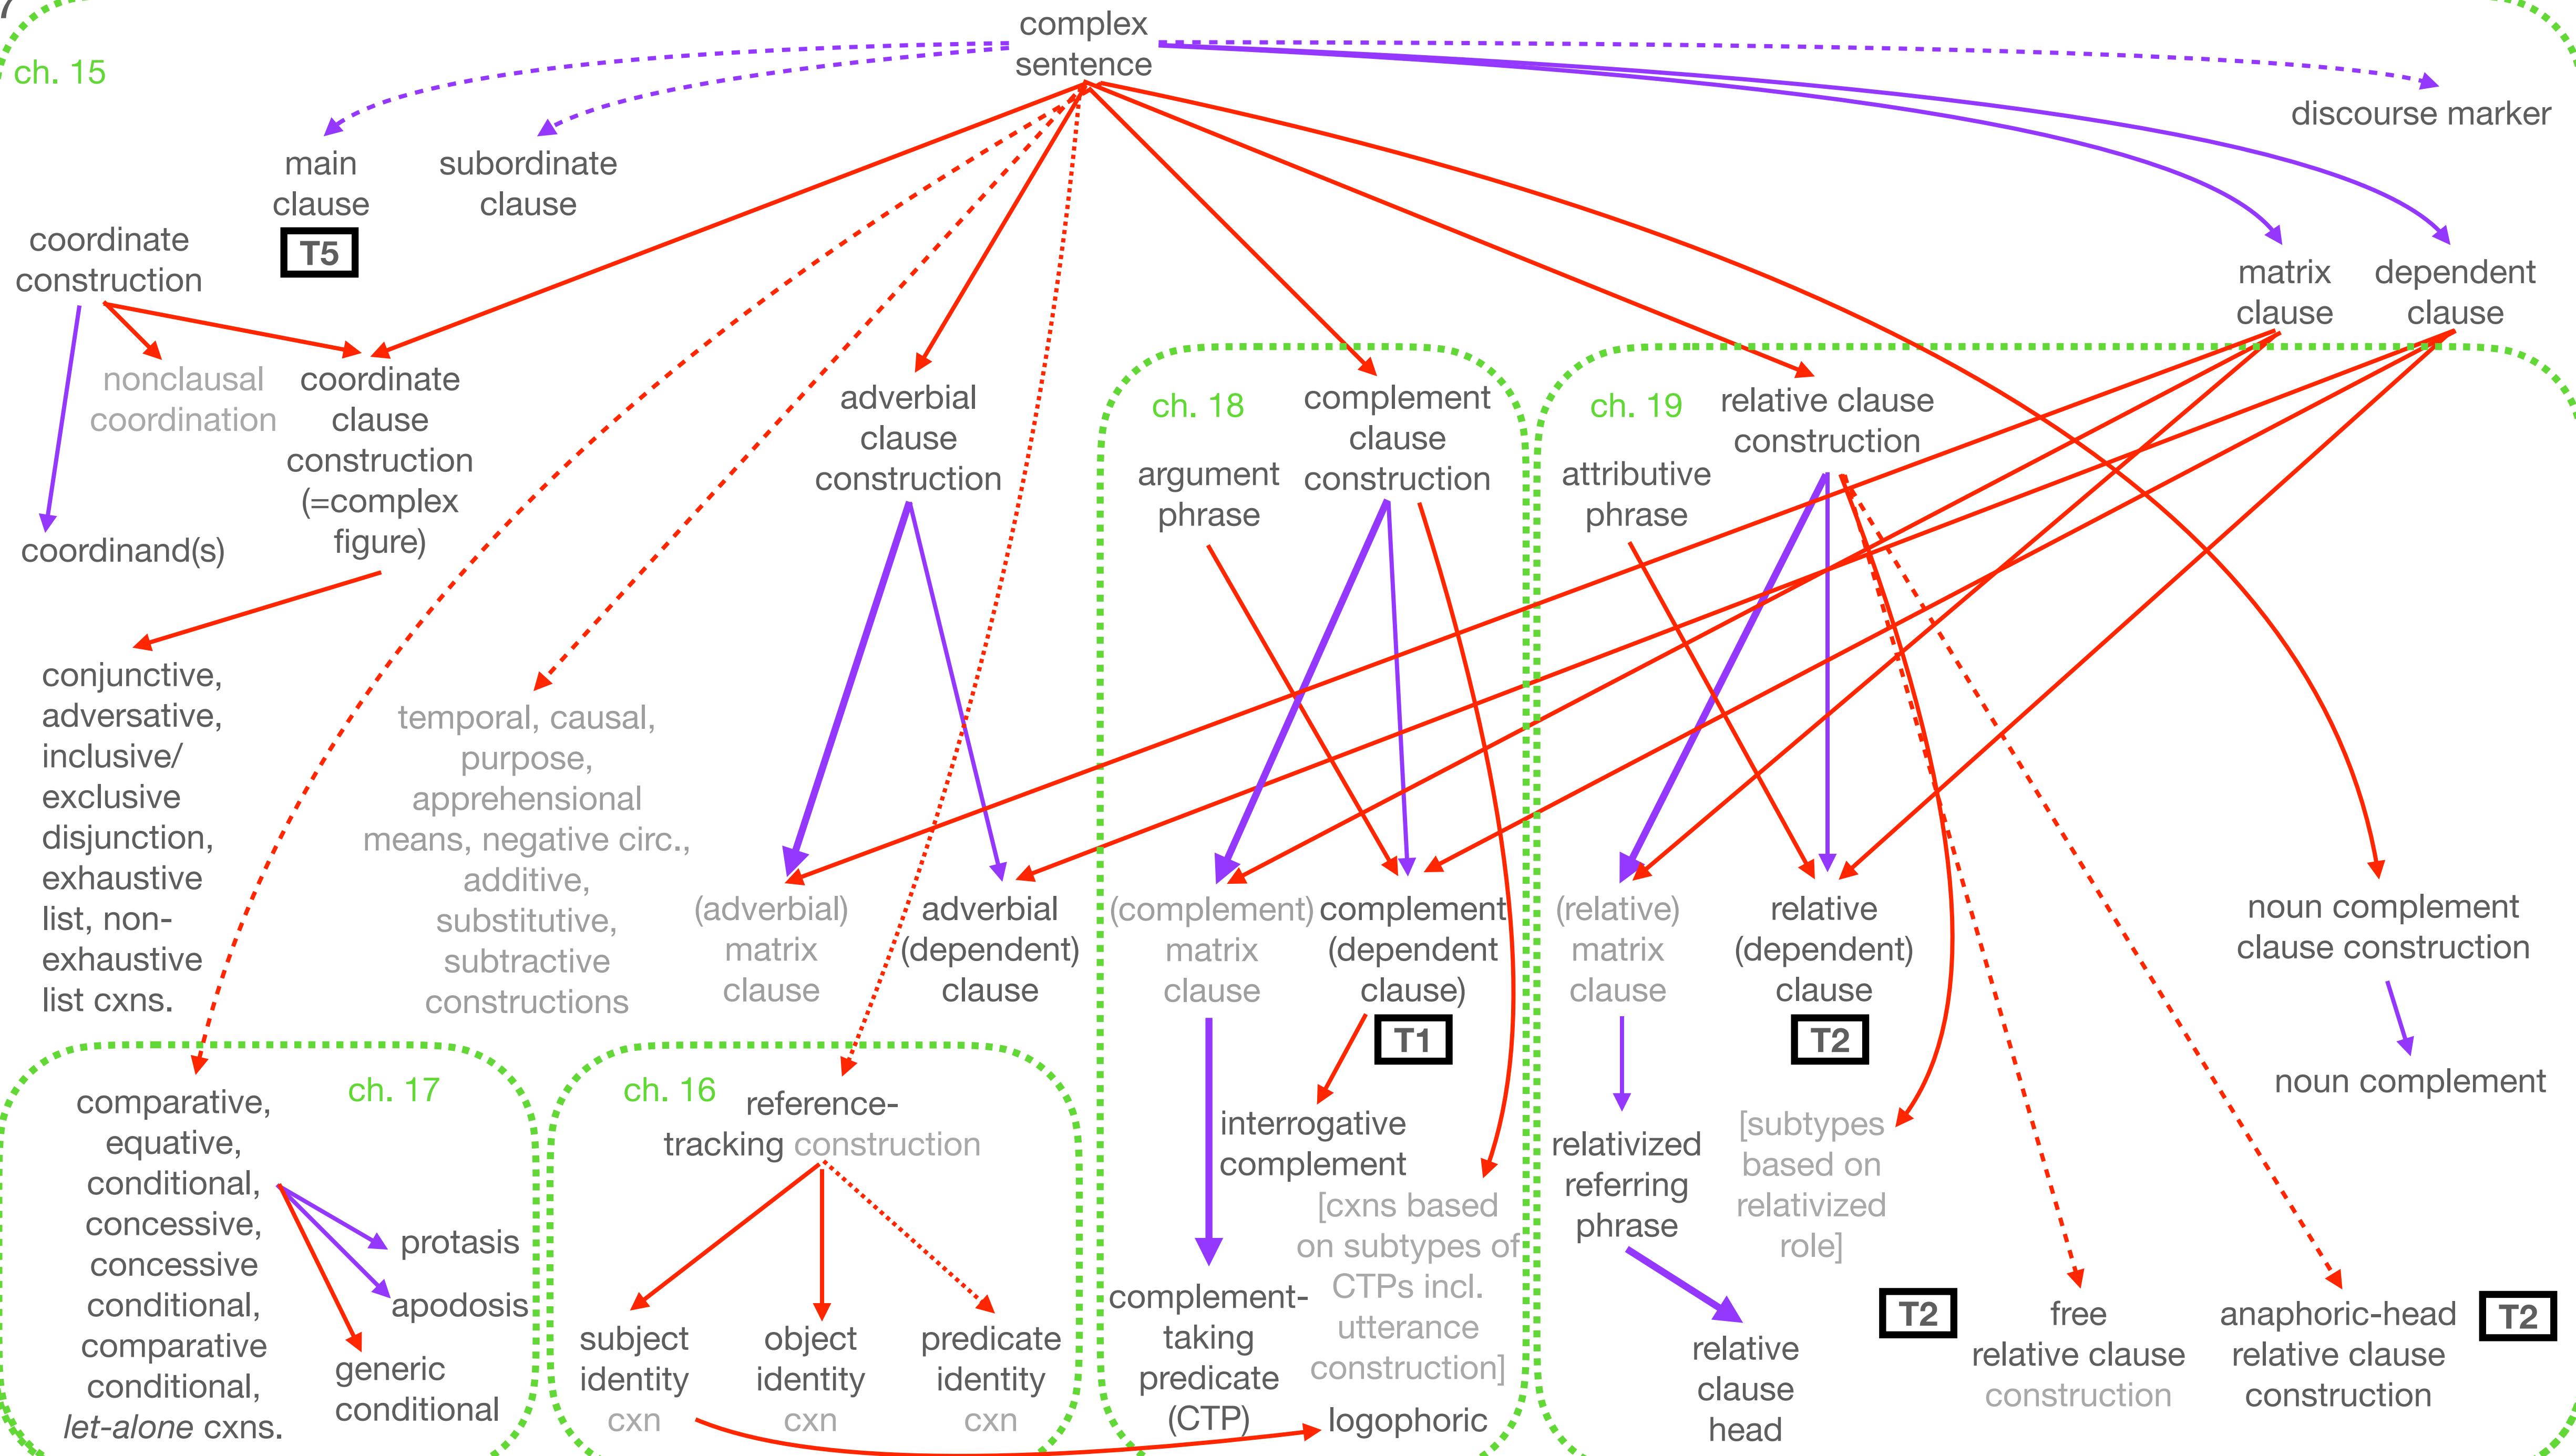 7
complex
sentence
ch. 15
discourse marker
main
clause
T5
subordinate
clause
coordinate
construction
matrix
clause
dependent
clause
nonclausal
coordination
coordinate
clause
construction
(=complex
figure)
coordinand(s)
adverbial
clause
construction
ch. 18
complement
clause
construction
argument
phrase
ch. 19
relative clause
construction
attributive
phrase
conjunctive,
adversative,
inclusive/
exclusive
disjunction,
exhaustive
list, non-
exhaustive
list cxns.
temporal, causal,
purpose,
apprehensional
means, negative circ.,
additive,
substitutive,
subtractive
constructions
(adverbial)
matrix
clause
adverbial
(dependent)
clause
(complement)
matrix
clause
complement
(dependent
clause)
T1
(relative)
matrix
clause
relative
(dependent)
clause
T2
noun complement
clause construction
noun complement
ch. 17
comparative,
equative,
conditional,
concessive,
concessive
conditional,
comparative
conditional,
let-alone cxns.
protasis
apodosis
generic
conditional
ch. 16
reference-
tracking construction
subject
identity
cxn
object
identity
cxn
predicate
identity
cxn
interrogative
complement
[cxns based
on subtypes of
CTPs incl.
utterance
construction]
complement-
taking
predicate
(CTP)
logophoric
relativized
referring
phrase
[subtypes
based on
relativized
role]
relative
clause
head
T2
free
relative clause
construction
anaphoric-head
relative clause
construction
T2